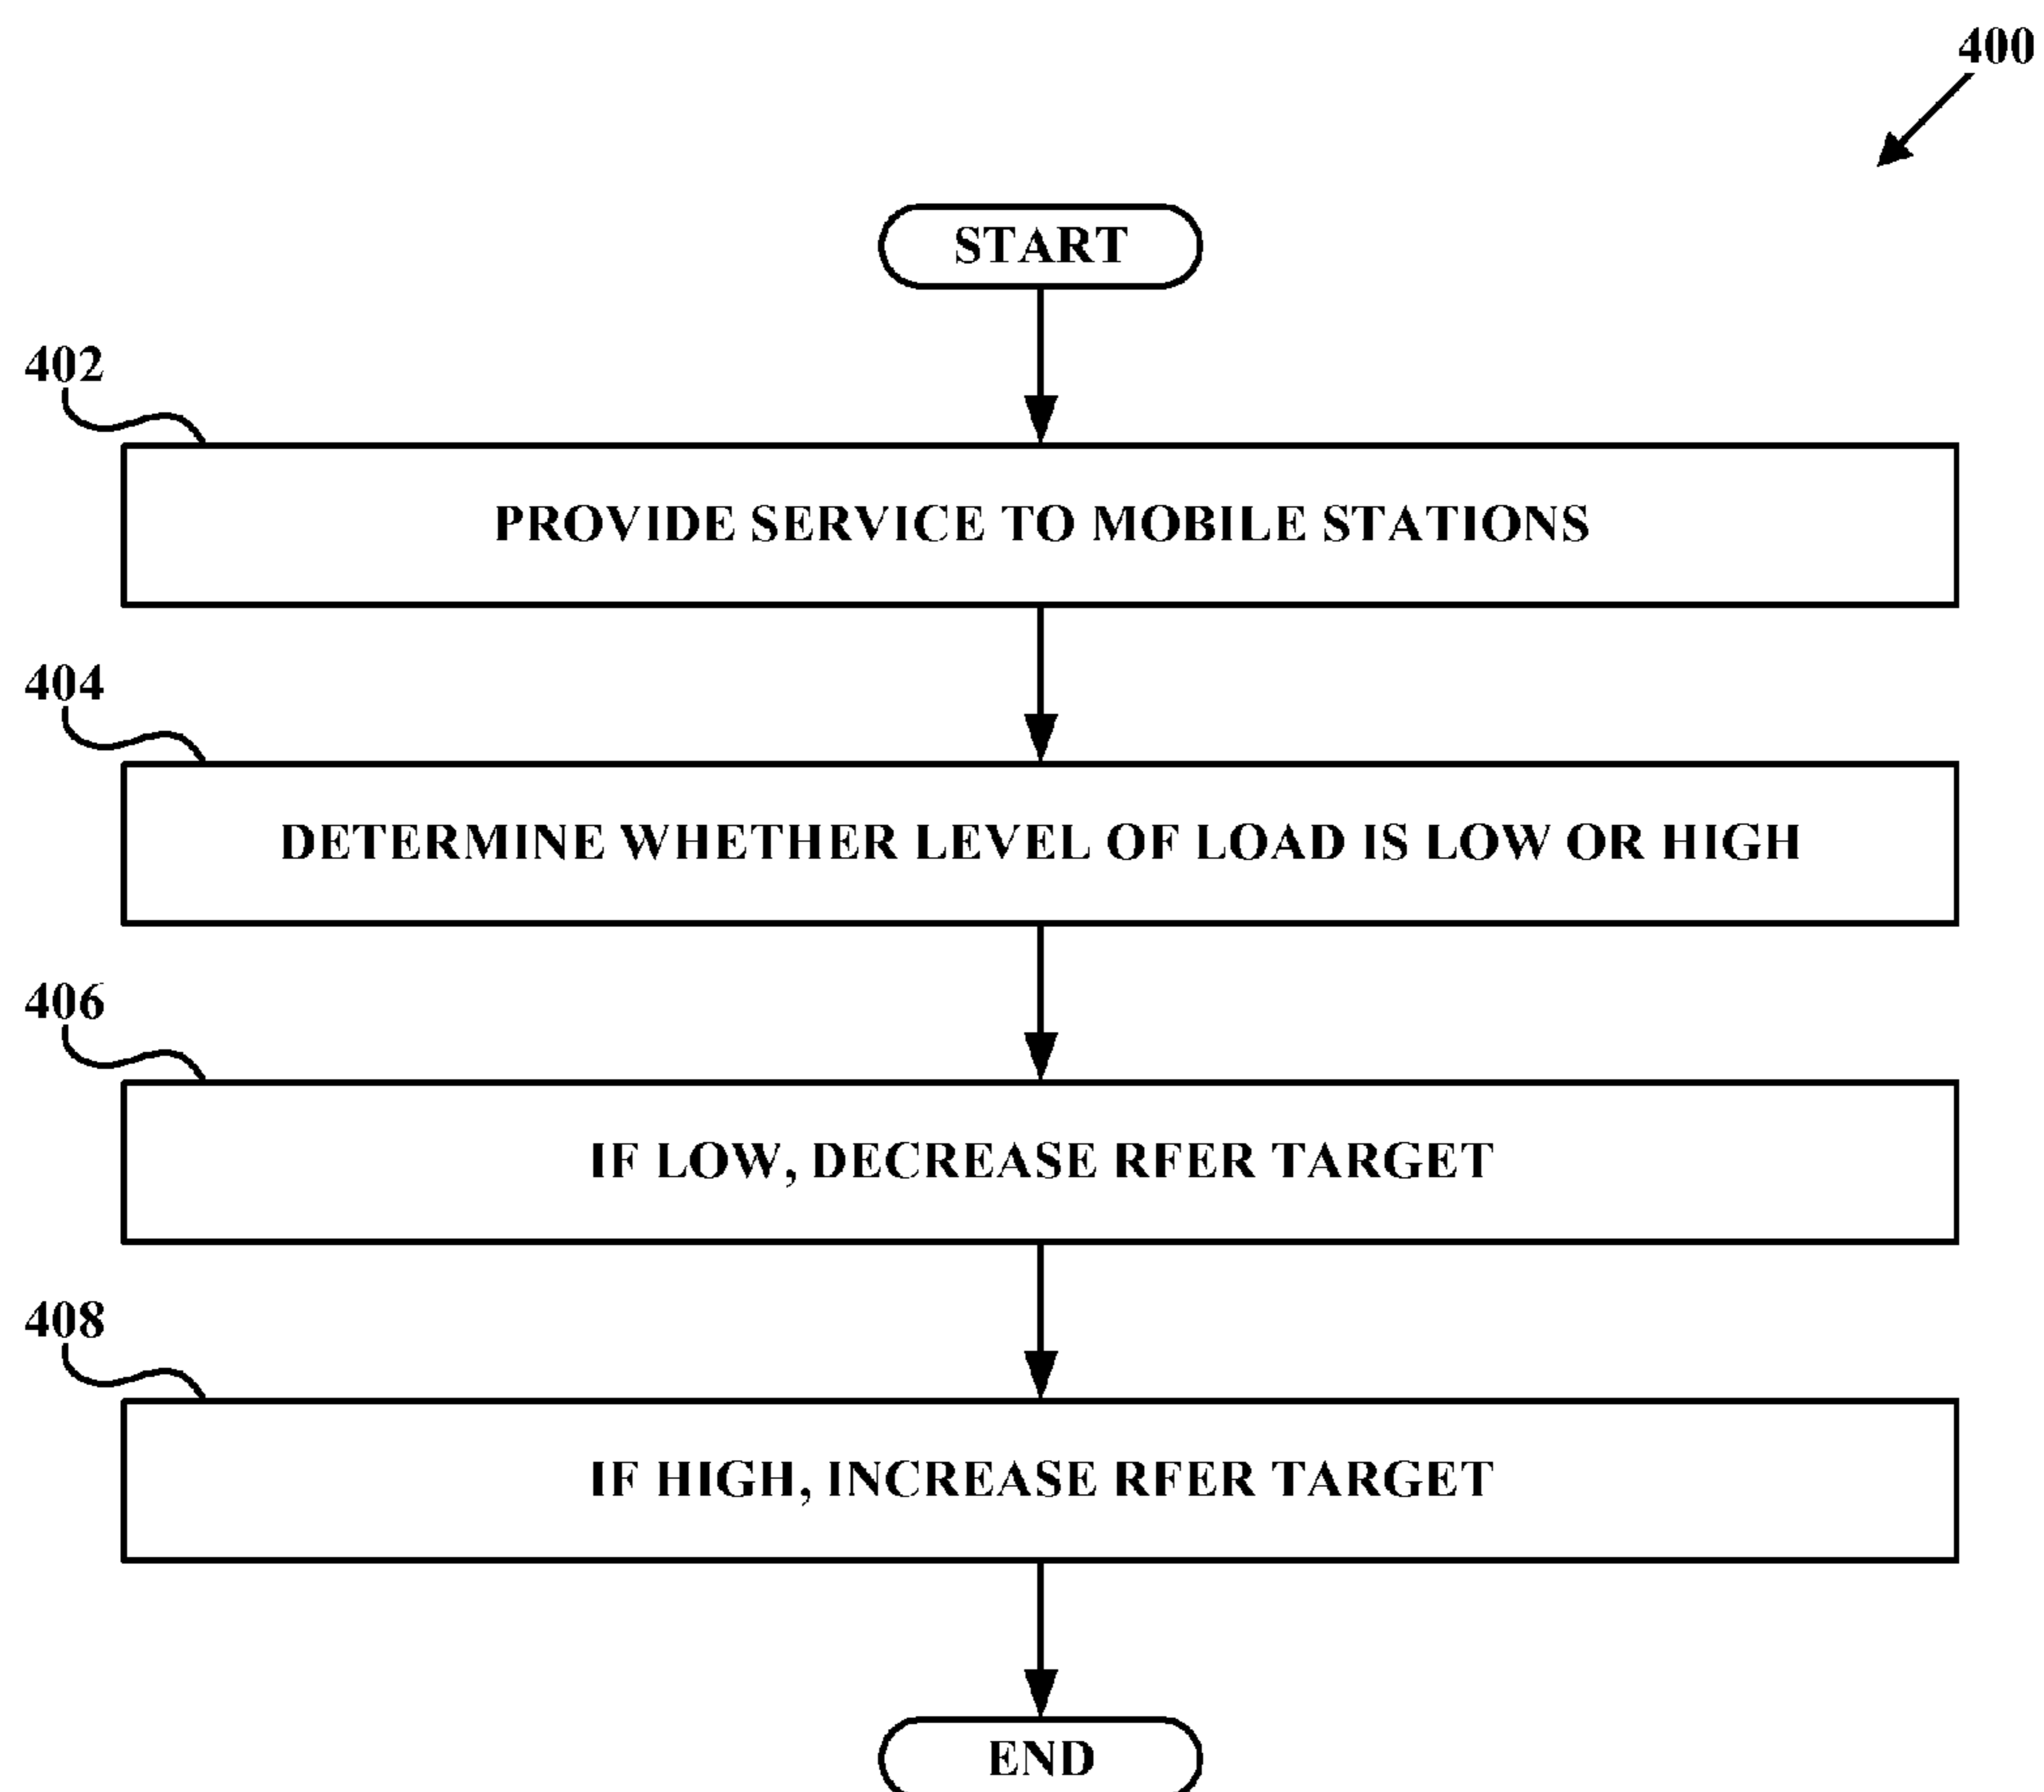 400
START
402
PROVIDE SERVICE TO MOBILE STATIONS
404
DETERMINE WHETHER LEVEL OF LOAD IS LOW OR HIGH
406
IF LOW, DECREASE RFER TARGET
408
IF HIGH, INCREASE RFER TARGET
END